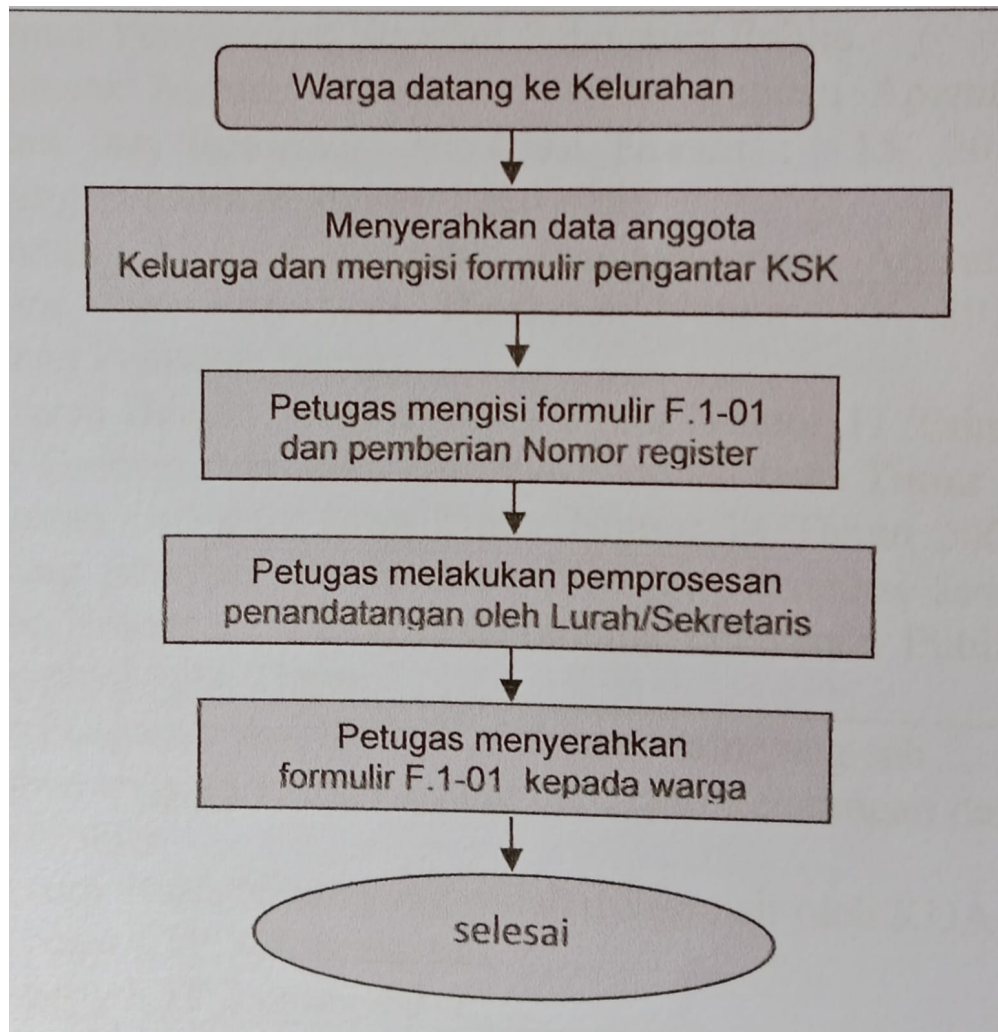 Warga datang ke Kelurahan
Menyerahkan data anggota
Keluarga dan mengisi formulir pengantar KSK
Petugas mengisi formulir F.1-01
dan pemberian Nomor register
Petugas melakukan pemprosesan
penandatangan oleh Lurah/Sekretaris
Petugas menyerahkan
formulir F.1-01 kepada warga
selesai